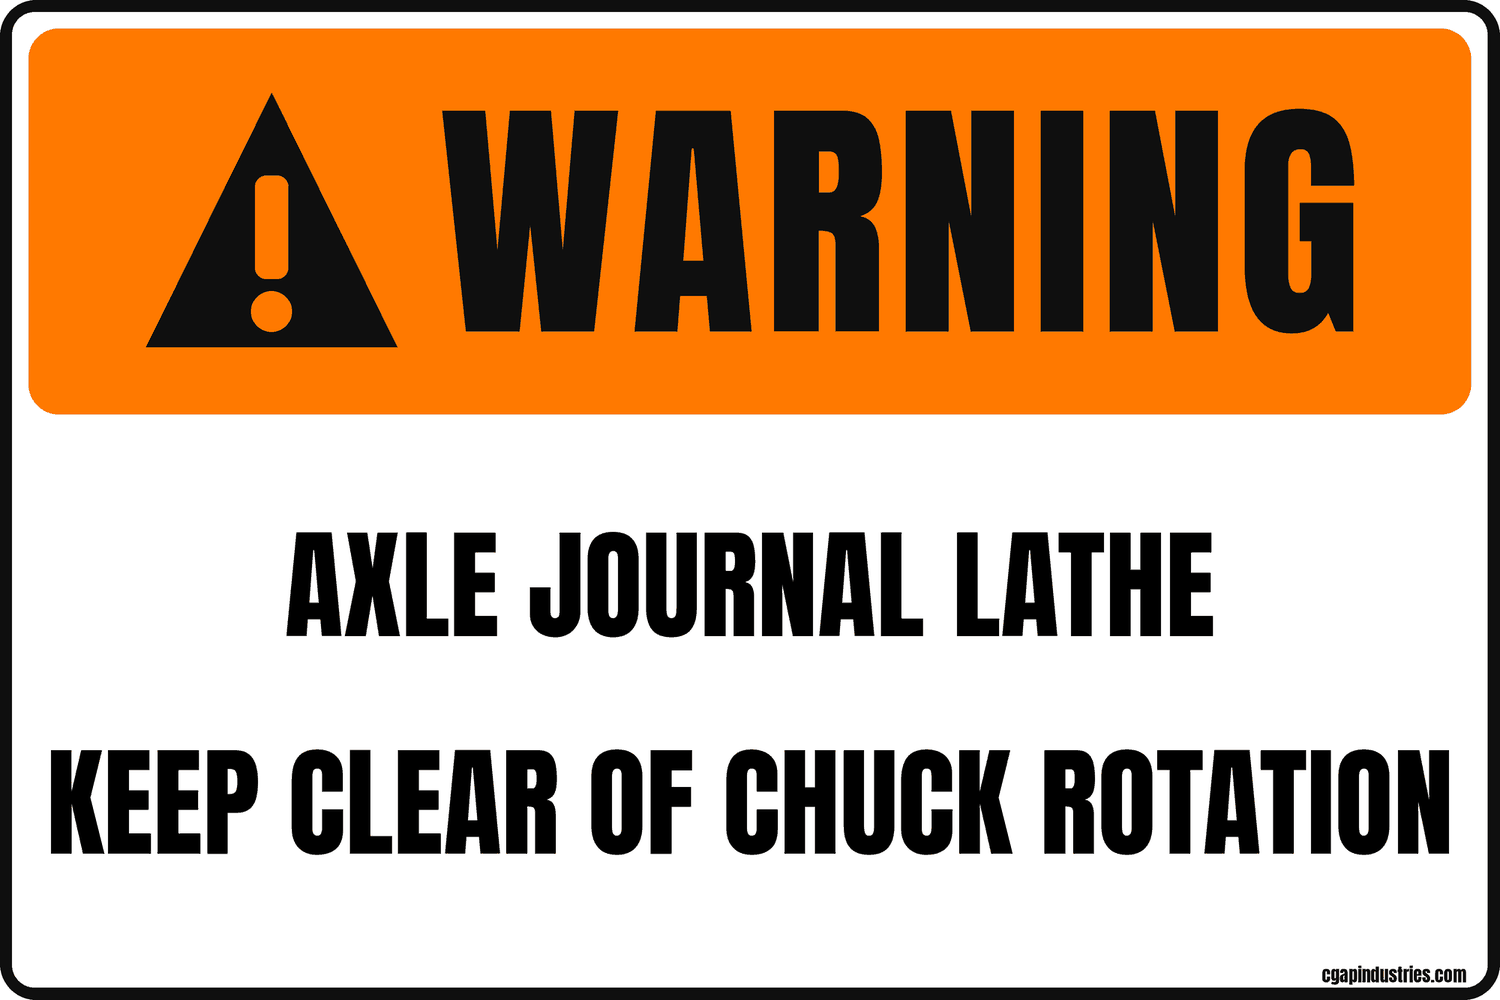 WARNING
AXLE JOURNAL LATHE
KEEP CLEAR OF CHUCK ROTATION
cgapindustries.com